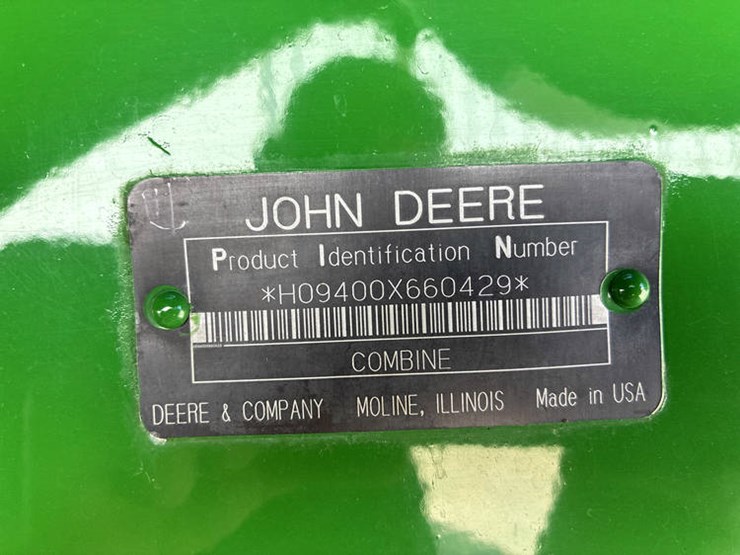 JOHN DEERE
Product Identification Number
*H09400X660429*
COMBINE
DEERE & COMPANY MOLINE, ILLINOIS Made in USA